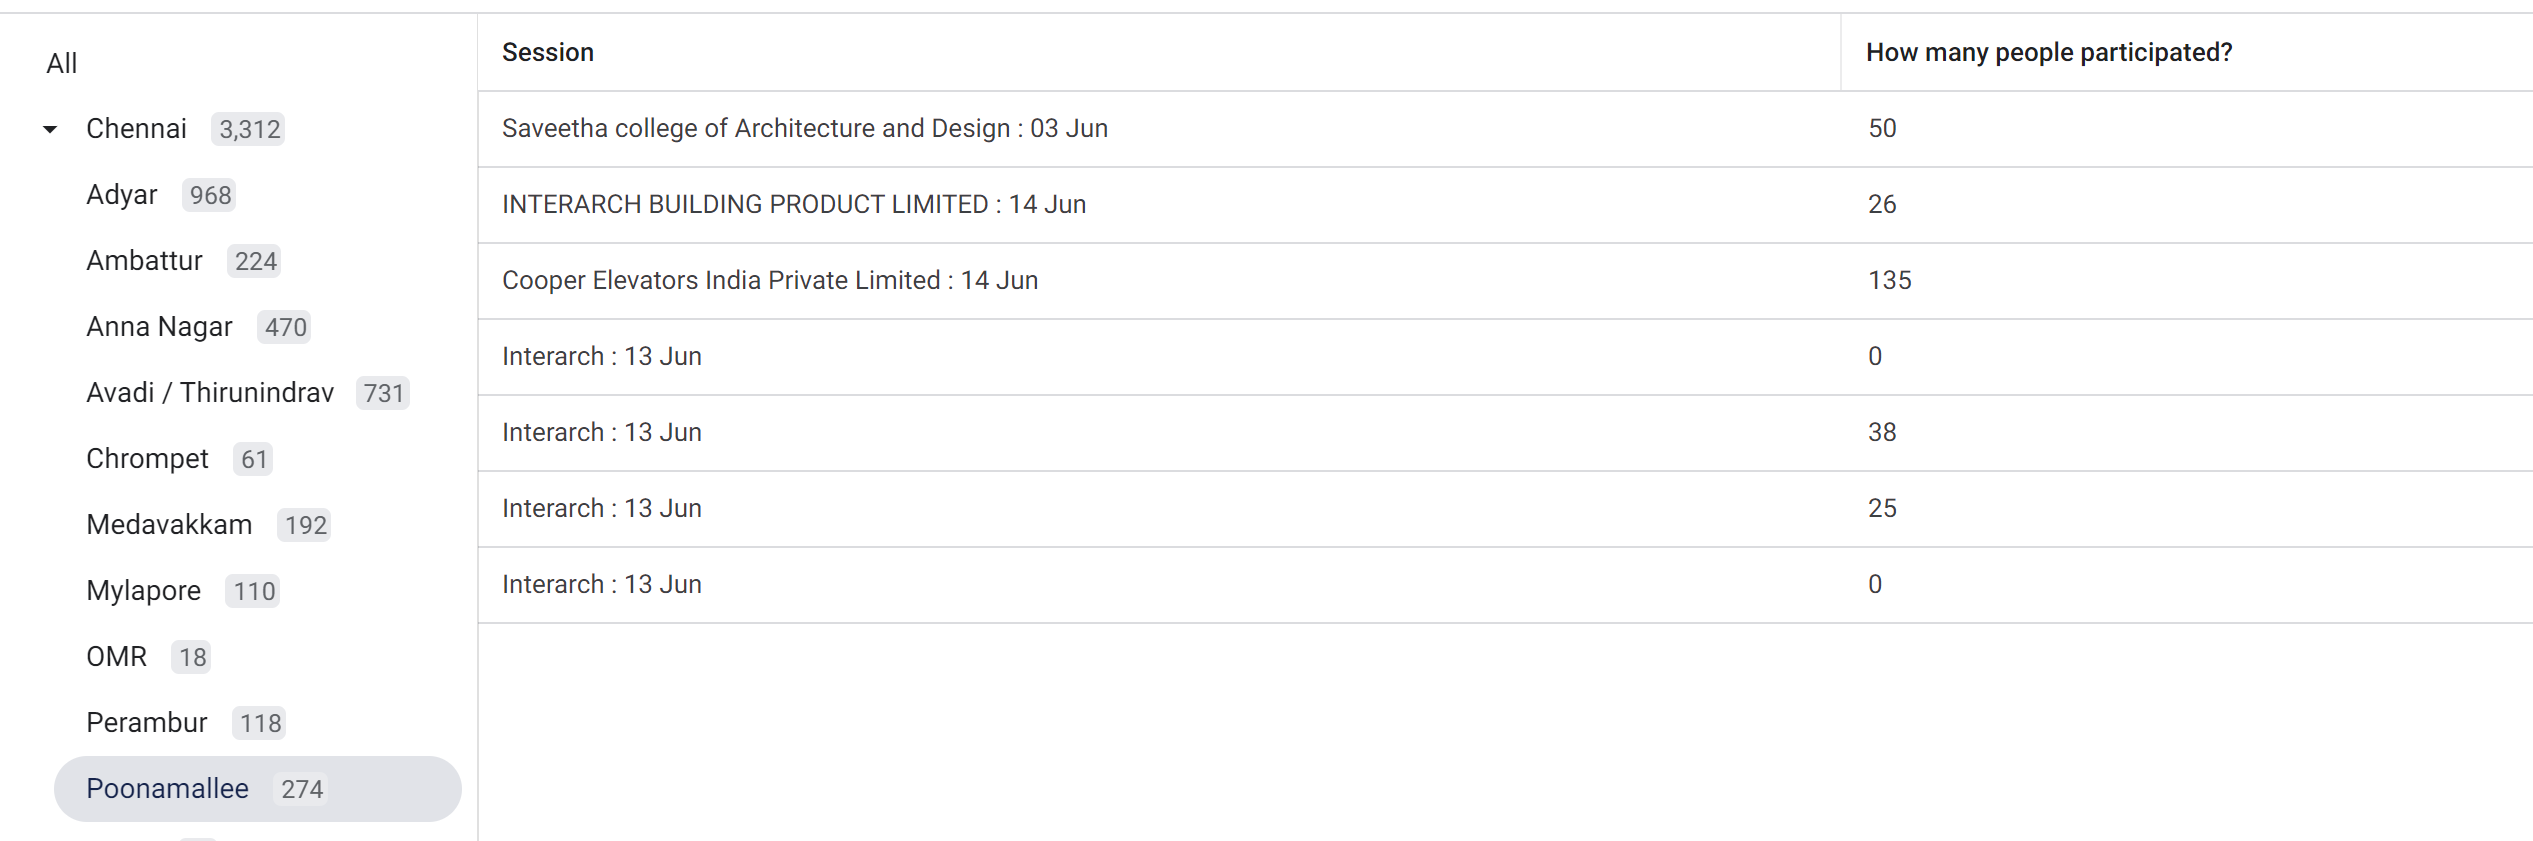 All
Chennai 3,312
Adyar 968
Ambattur 224
Anna Nagar 470
Avadi / Thirunindrav 731
Chrompet 61
Medavakkam 192
Mylapore 110
OMR 18
Perambur 118
Poonamallee 274
Session How many people participated?
Saveetha college of Architecture and Design : 03 Jun 50
INTERARCH BUILDING PRODUCT LIMITED : 14 Jun 26
Cooper Elevators India Private Limited : 14 Jun 135
Interarch : 13 Jun 0
Interarch : 13 Jun 38
Interarch : 13 Jun 25
Interarch : 13 Jun 0